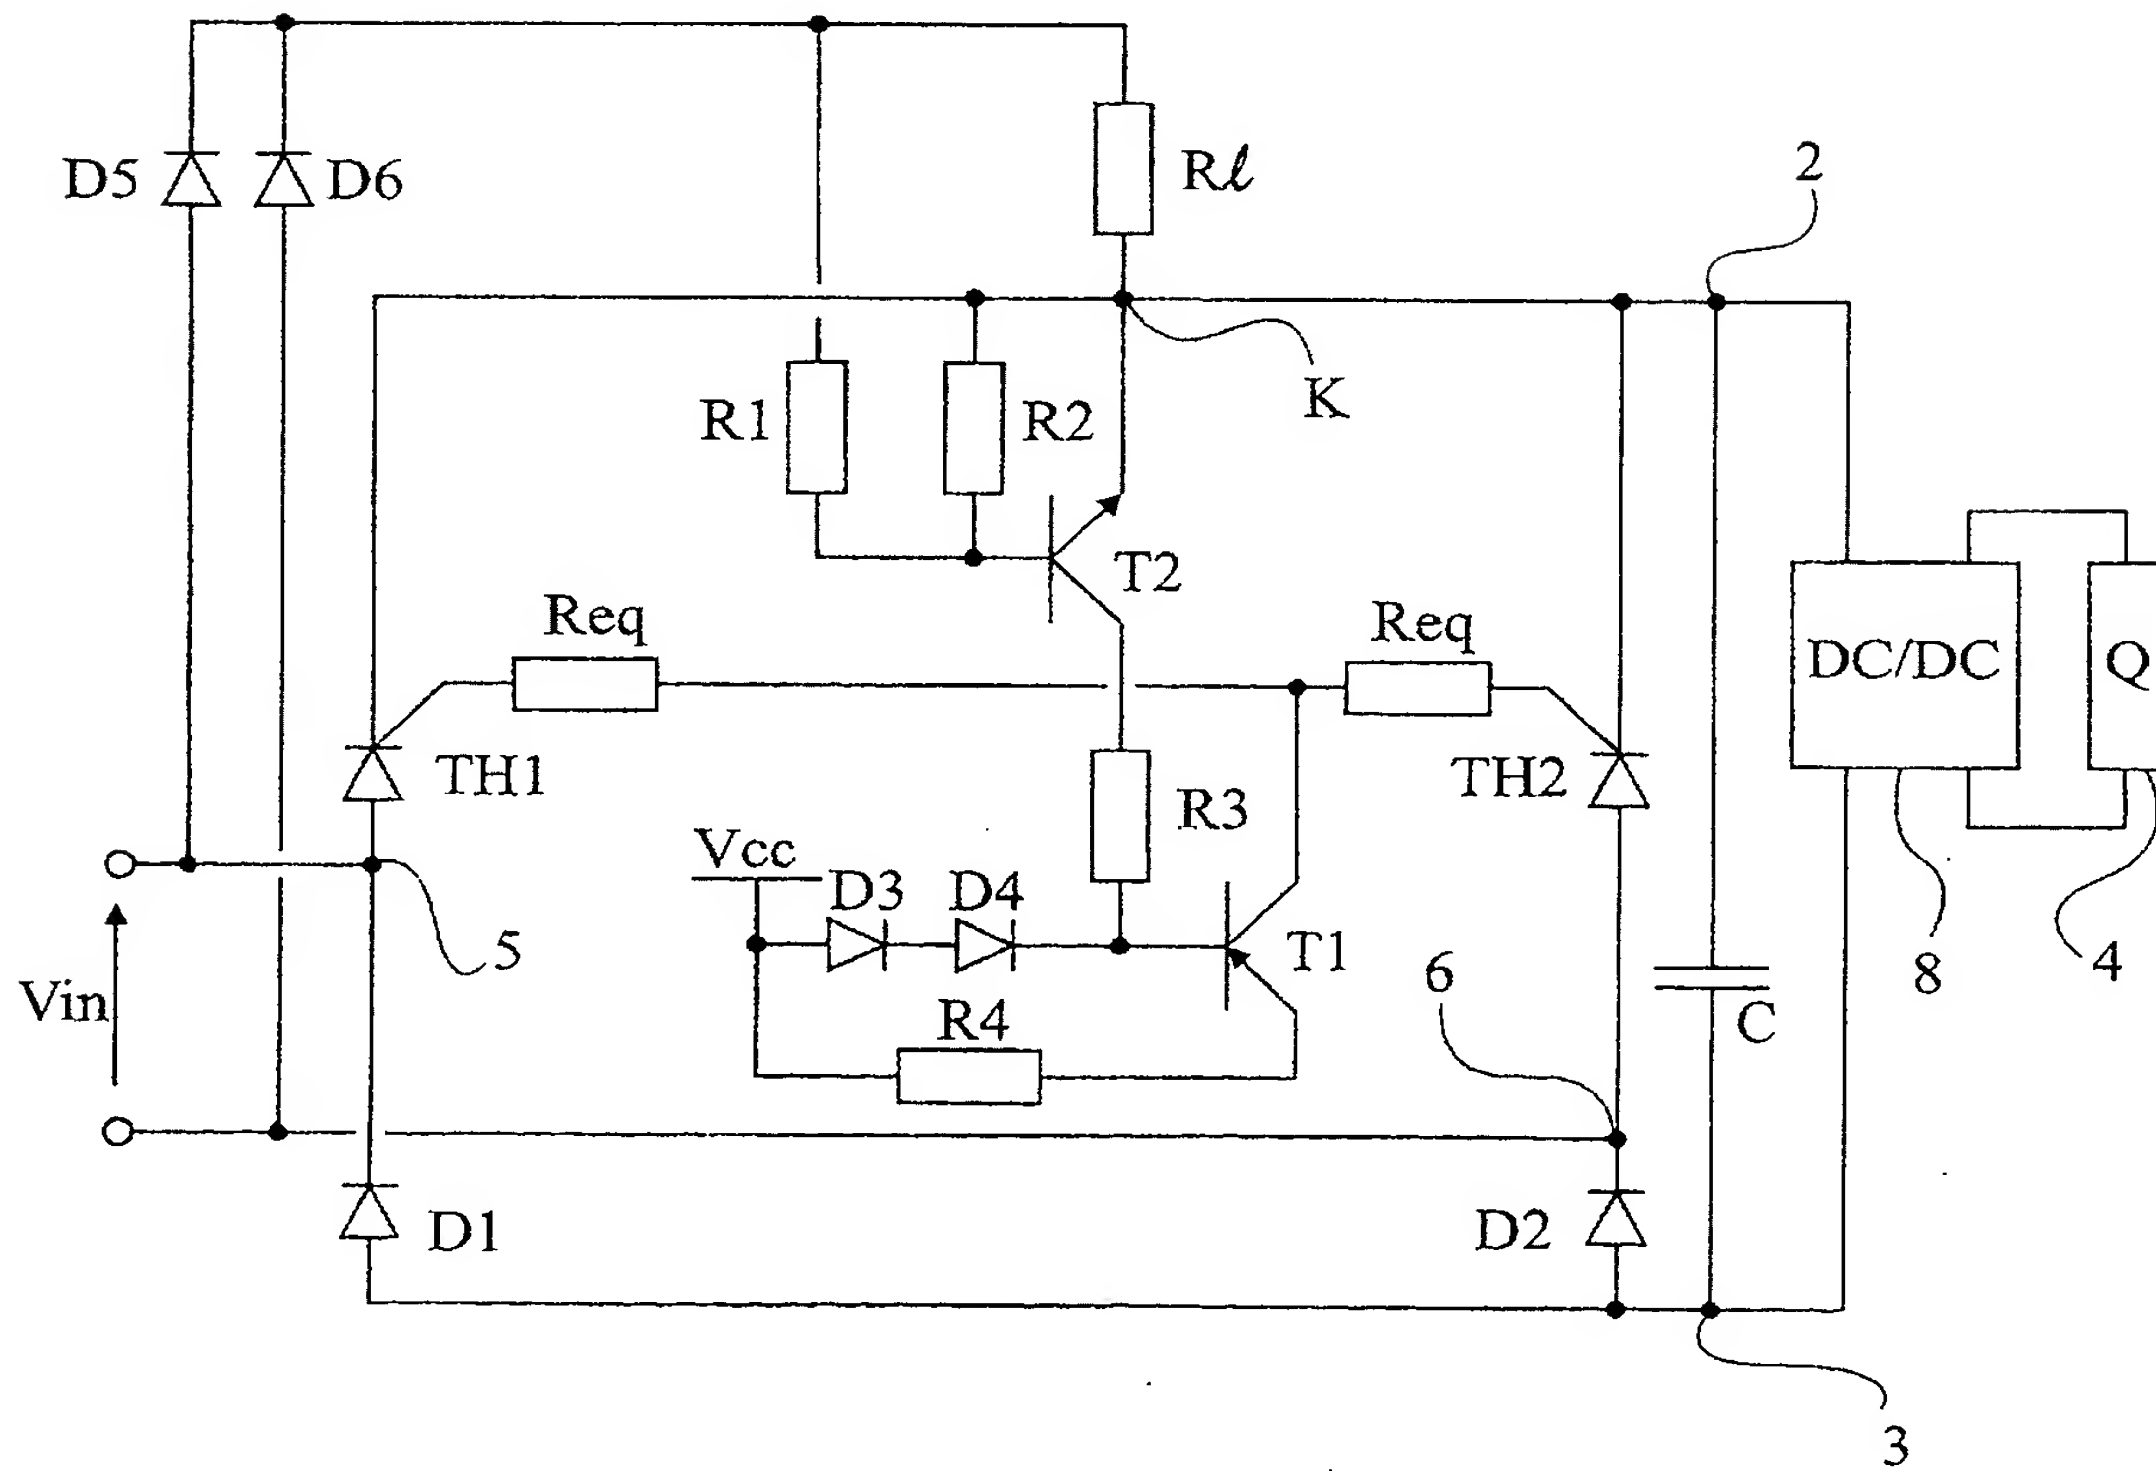 2
D5
D6
Rℓ
K
R1
R2
T2
Req
Req
DC/DC
Q
TH1
TH2
R3
Vcc
D3
D4
T1
5
6
8
4
Vin
R4
C
D1
D2
3